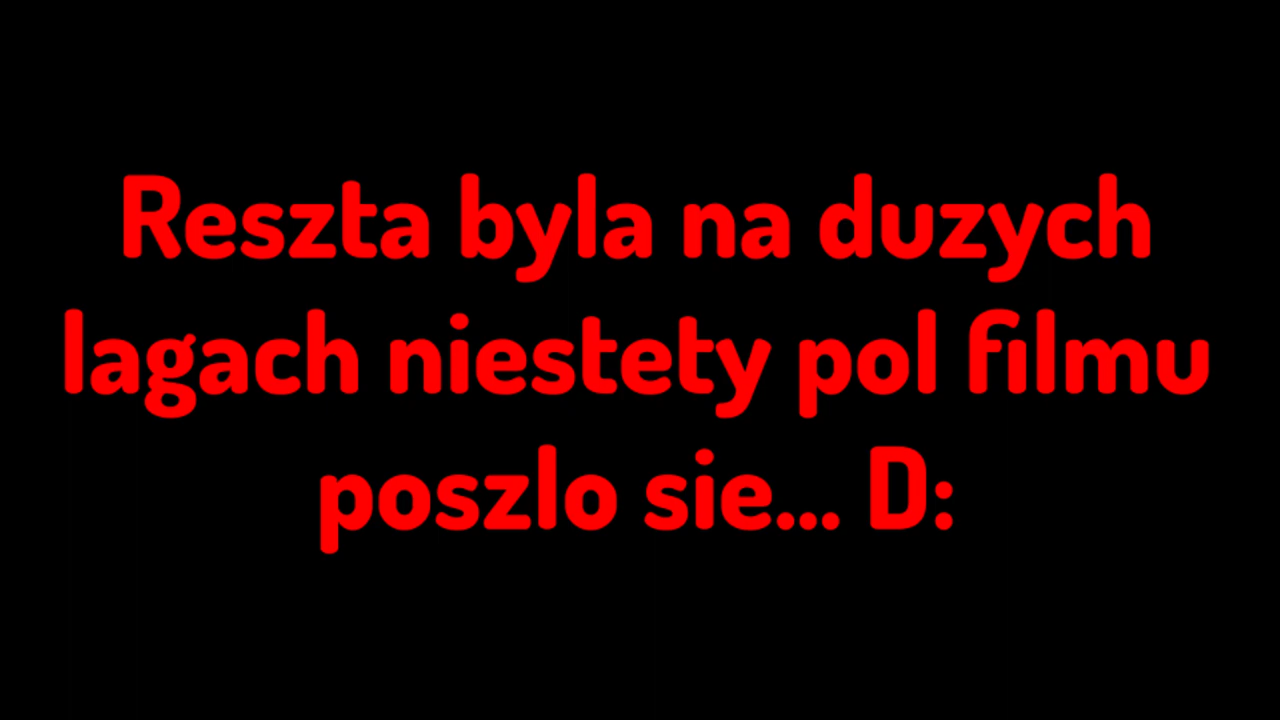 Reszta byla na duzych
lagach niestety pol filmu
poszlo sie... D: